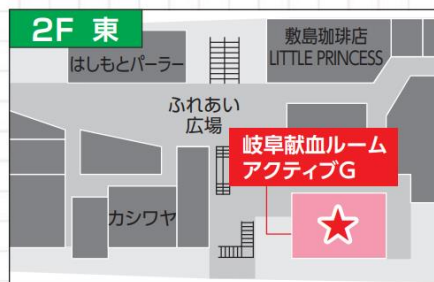 2F 東
はしもとパーラー
敷島珈琲店
LITTLE PRINCESS
ふれあい
広場
岐阜献血ルーム
アクティブG
カシワヤ